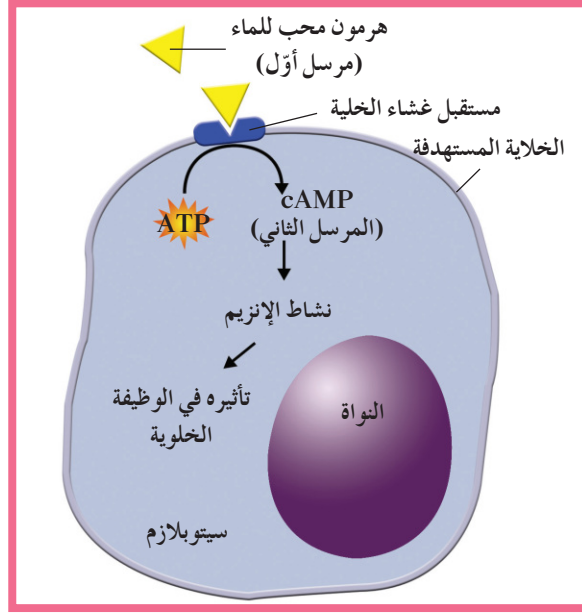 هرمون محب للماء
(مرسل أوّل)
مستقبل غشاء الخلية
الخلاية المستهدفة
ATP
cAMP
(المرسل الثاني)
نشاط الإنزيم
تأثيره في الوظيفة
الخلوية
النواة
سيتوبلازم